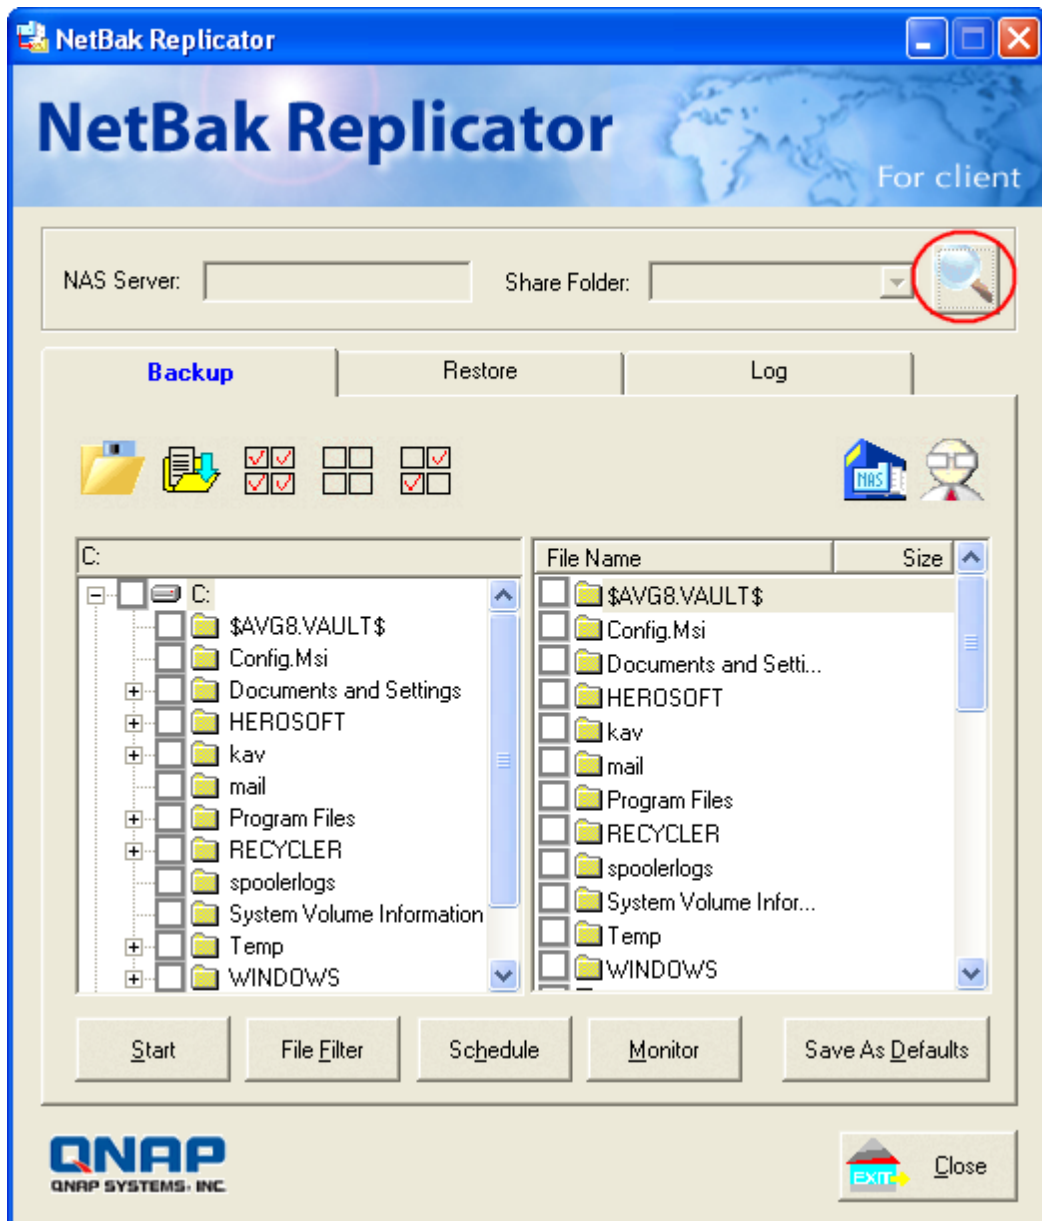 NetBak Replicator
NetBak Replicator
For client
NAS Server:
Share Folder:
Backup
Restore
Log
NAS
C:
C:
$AVG8.VAULT$
Config.Msi
Documents and Settings
HEROSOFT
kav
mail
Program Files
RECYCLER
spoolerlogs
System Volume Information
Temp
WINDOWS
File Name Size
$AVG8.VAULT$
Config.Msi
Documents and Setti...
HEROSOFT
kav
mail
Program Files
RECYCLER
spoolerlogs
System Volume Infor...
Temp
WINDOWS
Start
File Filter
Schedule
Monitor
Save As Defaults
QNAP
QNAP SYSTEMS, INC.
EXIT
Close